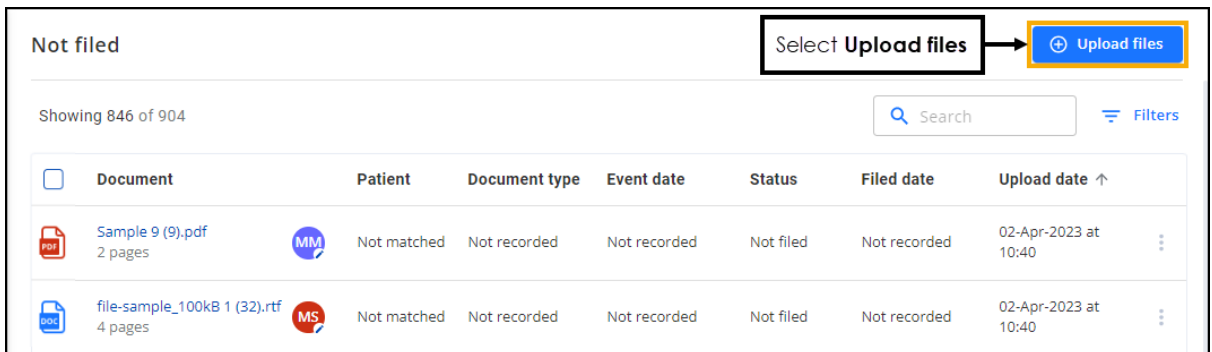 Not filed
Select Upload files
Upload files
Showing 846 of 904
Search
Filters
Document Patient Document type Event date Status Filed date Upload date
PDF
Sample 9 (9).pdf
2 pages
MM
Not matched Not recorded Not recorded Not filed Not recorded
02-Apr-2023 at
10:40
DOC
file-sample_100kB 1 (32).rtf
4 pages
MS
Not matched Not recorded Not recorded Not filed Not recorded
02-Apr-2023 at
10:40